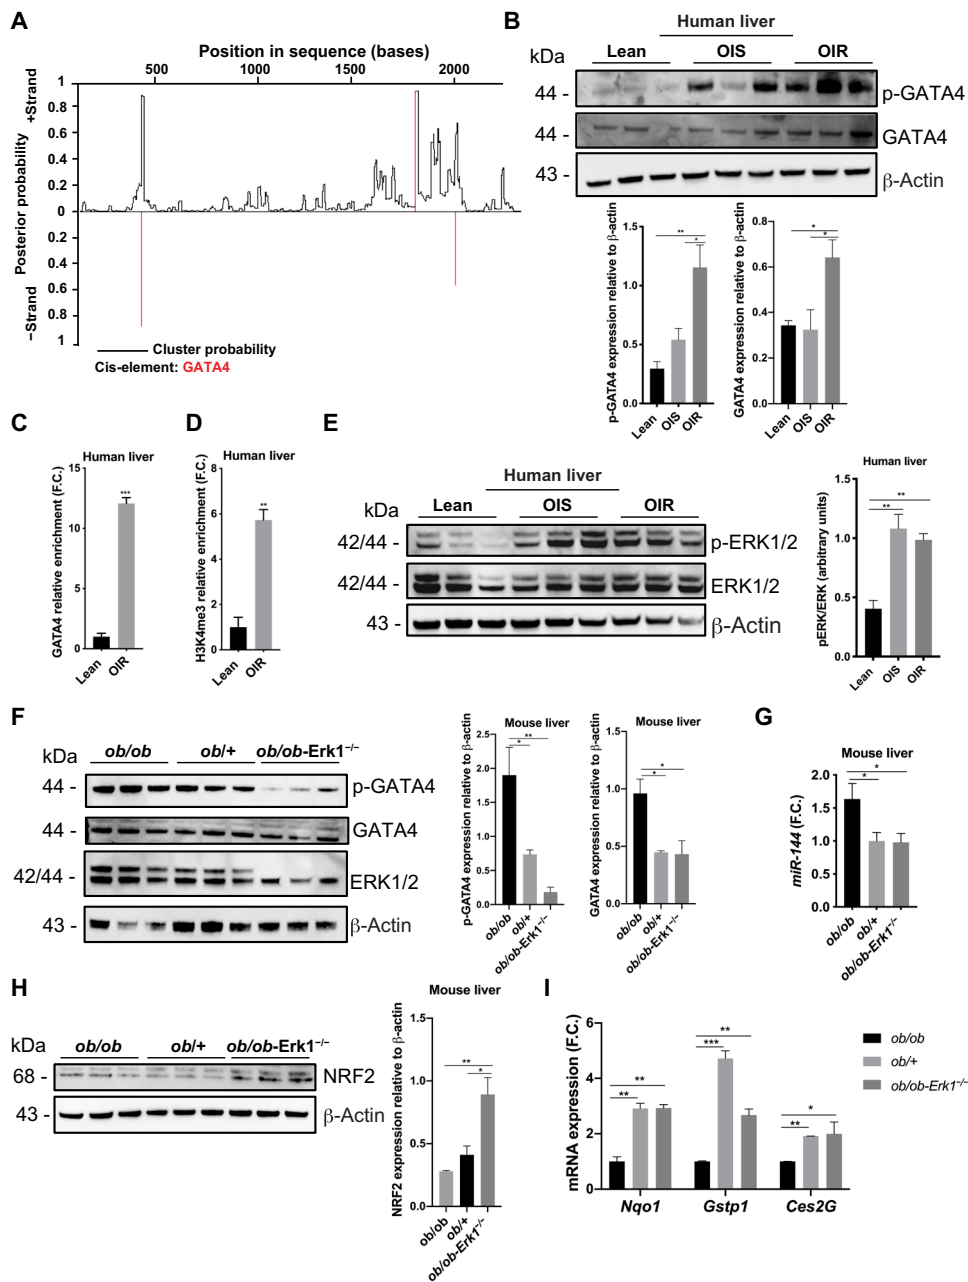 A
Position in sequence (bases)
500 1000 1500 2000
Posterior probability
−Strand +Strand
1
0.8
0.6
0.4
0.2
0
0.2
0.4
0.6
0.8
1
Cluster probability
Cis-element: GATA4
B
Human liver
kDa Lean OIS OIR
44 - p-GATA4
44 - GATA4
43 - β-Actin
p-GATA4 expression relative to β-actin
1.5
1.0
0.5
0.0
**
*
Lean OIS OIR
GATA4 expression relative to β-actin
0.8
0.6
0.4
0.2
0.0
*
*
Lean OIS OIR
C
Human liver
GATA4 relative enrichment (F.C.)
15
10
5
0
***
Lean OIR
D
Human liver
H3K4me3 relative enrichment (F.C.)
8
6
4
2
0
**
Lean OIR
E
Human liver
kDa Lean OIS OIR
42/44 - p-ERK1/2
42/44 - ERK1/2
43 - β-Actin
Human liver
pERK/ERK (arbitrary units)
1.5
1.0
0.5
0.0
**
**
Lean OIS OIR
F
kDa ob/ob ob/+ ob/ob-Erk1−/−
44 - p-GATA4
44 - GATA4
42/44 - ERK1/2
43 - β-Actin
Mouse liver
p-GATA4 expression relative to β-actin
2.5
2.0
1.5
1.0
0.5
0.0
**
*
ob/ob ob/+ ob/ob-Erk1−/−
Mouse liver
GATA4 expression relative to β-actin
1.5
1.0
0.5
0.0
*
*
ob/ob ob/+ ob/ob-Erk1−/−
G
Mouse liver
miR-144 (F.C.)
2.0
1.5
1.0
0.5
0.0
*
*
ob/ob ob/+ ob/ob-Erk1−/−
H
kDa ob/ob ob/+ ob/ob-Erk1−/−
68 - NRF2
43 - β-Actin
Mouse liver
NRF2 expression relative to β-actin
1.5
1.0
0.5
0.0
**
*
ob/ob ob/+ ob/ob-Erk1−/−
I
mRNA expression (F.C.)
6
4
2
0
**
**
**
***
*
**
Nqo1 Gstp1 Ces2G
ob/ob
ob/+
ob/ob-Erk1−/−